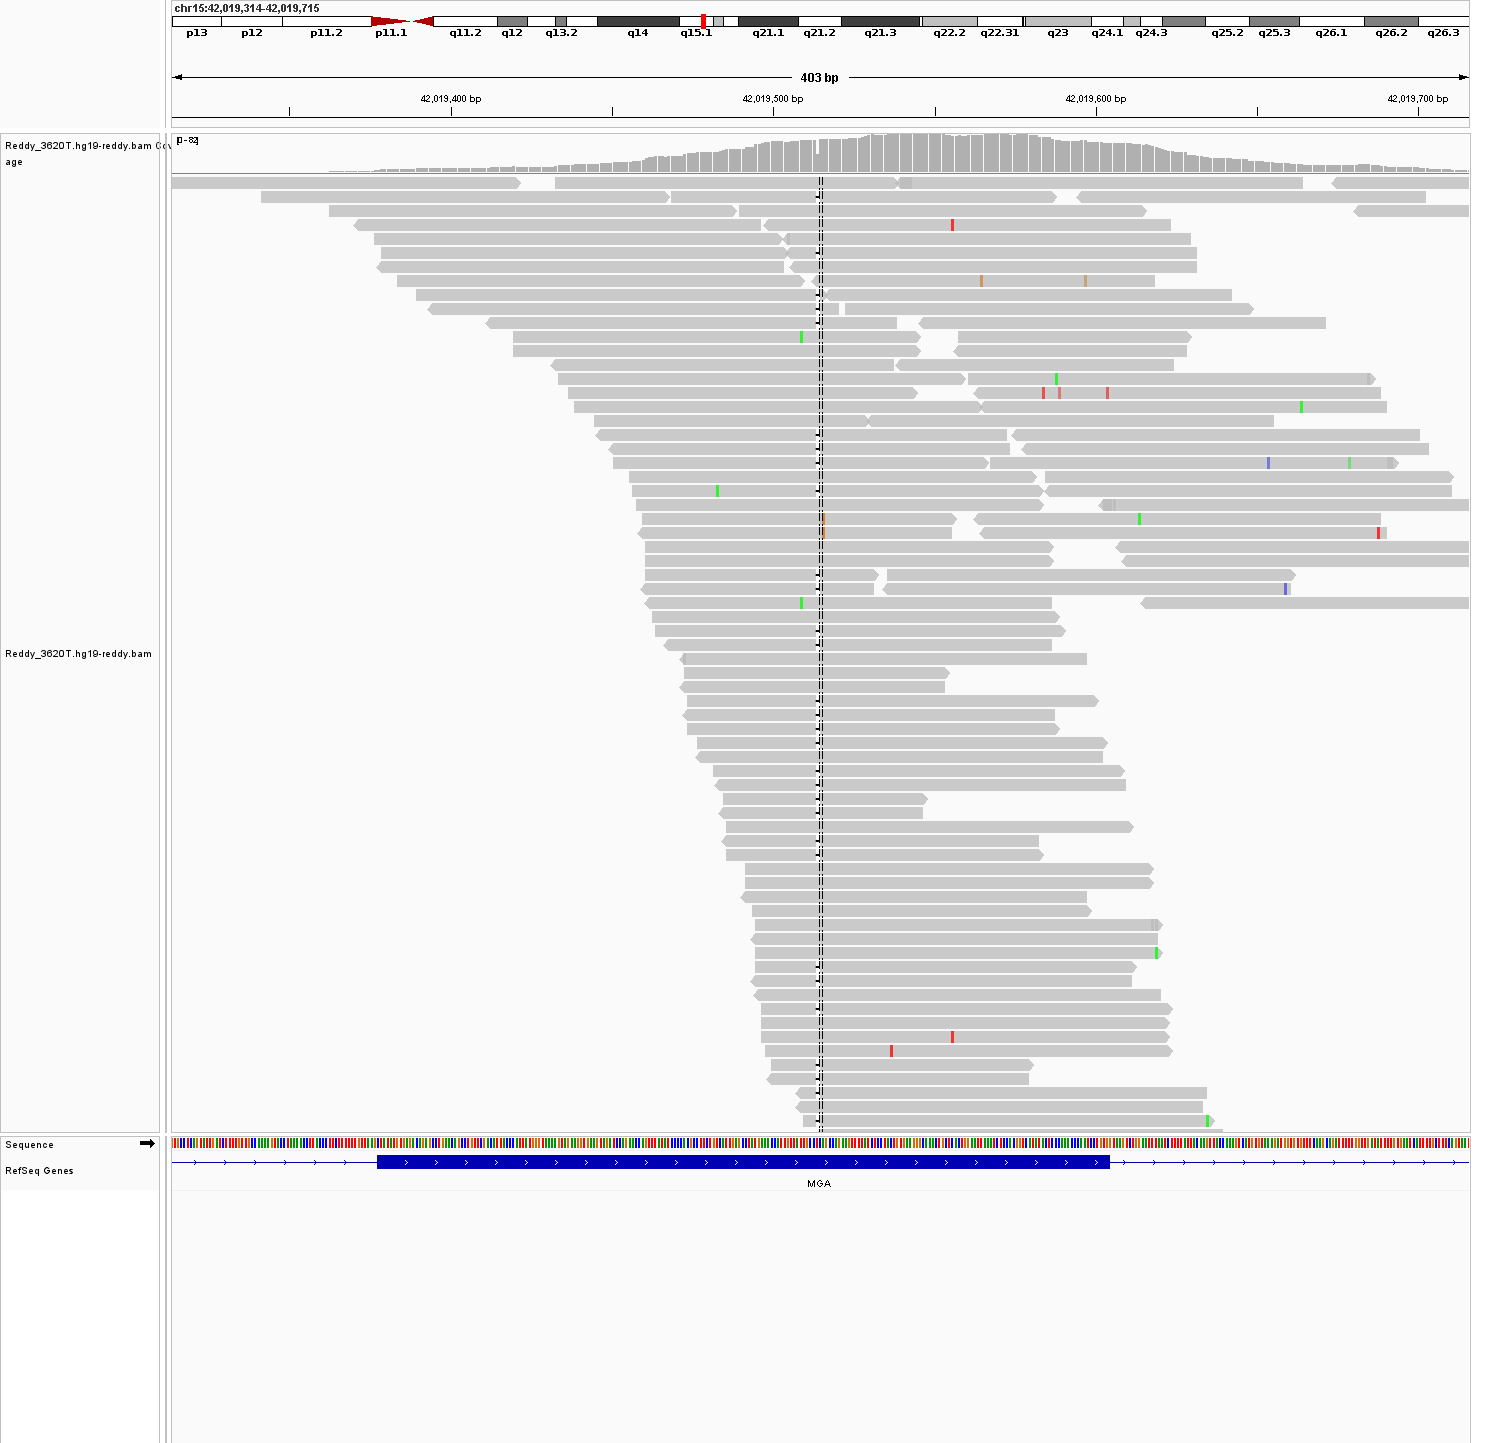 chr15:42,019,314-42,019,715
p13 p12 p11.2 p11.1 q11.2 q12 q13.2 q14 q15.1 q21.1 q21.2 q21.3 q22.2 q22.31 q23 q24.1 q24.3 q25.2 q25.3 q26.1 q26.2 q26.3
403 bp
42,019,400 bp 42,019,500 bp 42,019,600 bp 42,019,700 bp
Reddy_3620T.hg19-reddy.bam Cov
age
[0-82]
Reddy_3620T.hg19-reddy.bam
Sequence
RefSeq Genes
MGA